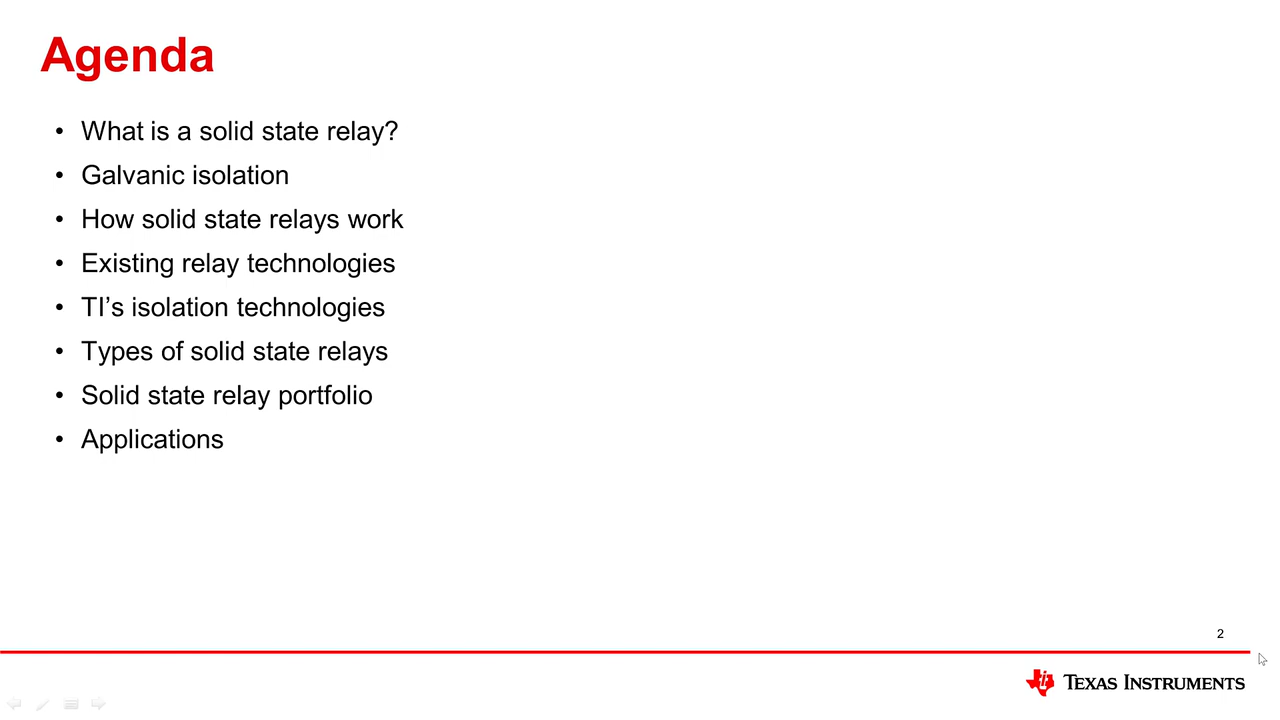 Agenda
• What is a solid state relay?
• Galvanic isolation
• How solid state relays work
• Existing relay technologies
• TI’s isolation technologies
• Types of solid state relays
• Solid state relay portfolio
• Applications
2
TEXAS INSTRUMENTS